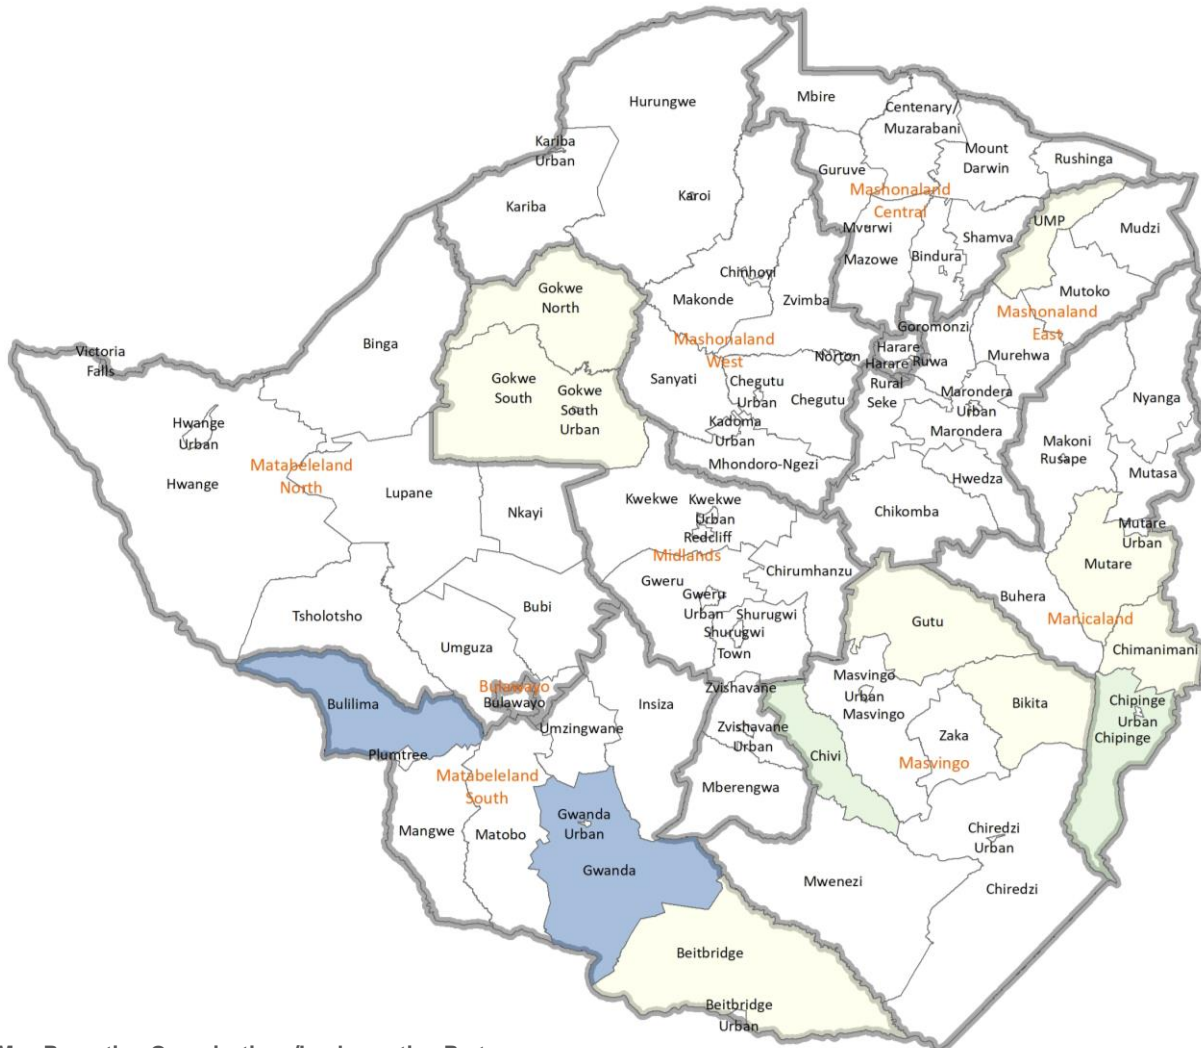 Hurungwe
Mbire
Centenary/
Muzarabani
Mount
Darwin
Rushinga
Kariba
Urban
Guruve
Mashonaland
Central
Kariba
Karoi
UMP
Mudzi
Mvurwi
Shamva
Mazowe
Bindura
Chinhoyi
Gokwe
North
Makonde
Zvimba
Mutoko
Mashonaland
East
Goromonzi
Binga
Mashonaland
West
Victoria
Falls
Norton
Harare
Harare
Ruwa
Murehwa
Rural
Seke
Gokwe
South
Gokwe
South
Urban
Sanyati
Chegutu
Urban
Chegutu
Marondera
Urban
Marondera
Nyanga
Hwange
Urban
Kadoma
Urban
Makoni
Rusape
Matabeleland
North
Mhondoro-Ngezi
Mutasa
Hwange
Lupane
Hwedza
Nkayi
Kwekwe
Kwekwe
Urban
Redcliff
Chikomba
Mutare
Urban
Midlands
Mutare
Chirumhanzu
Gweru
Gweru
Urban
Buhera
Tsholotsho
Bubi
Shurugwi
Shurugwi
Town
Gutu
Manicaland
Umguza
Chimanimani
Masvingo
Urban
Masvingo
Bulawayo
Bulawayo
Zvishavane
Bulilima
Insiza
Bikita
Chipinge
Urban
Chipinge
Umzingwane
Zvishavane
Urban
Zaka
Plumtree
Chivi
Masvingo
Matabeleland
South
Mberengwa
Gwanda
Urban
Mangwe
Matobo
Chiredzi
Urban
Gwanda
Mwenezi
Chiredzi
Beitbridge
Beitbridge
Urban